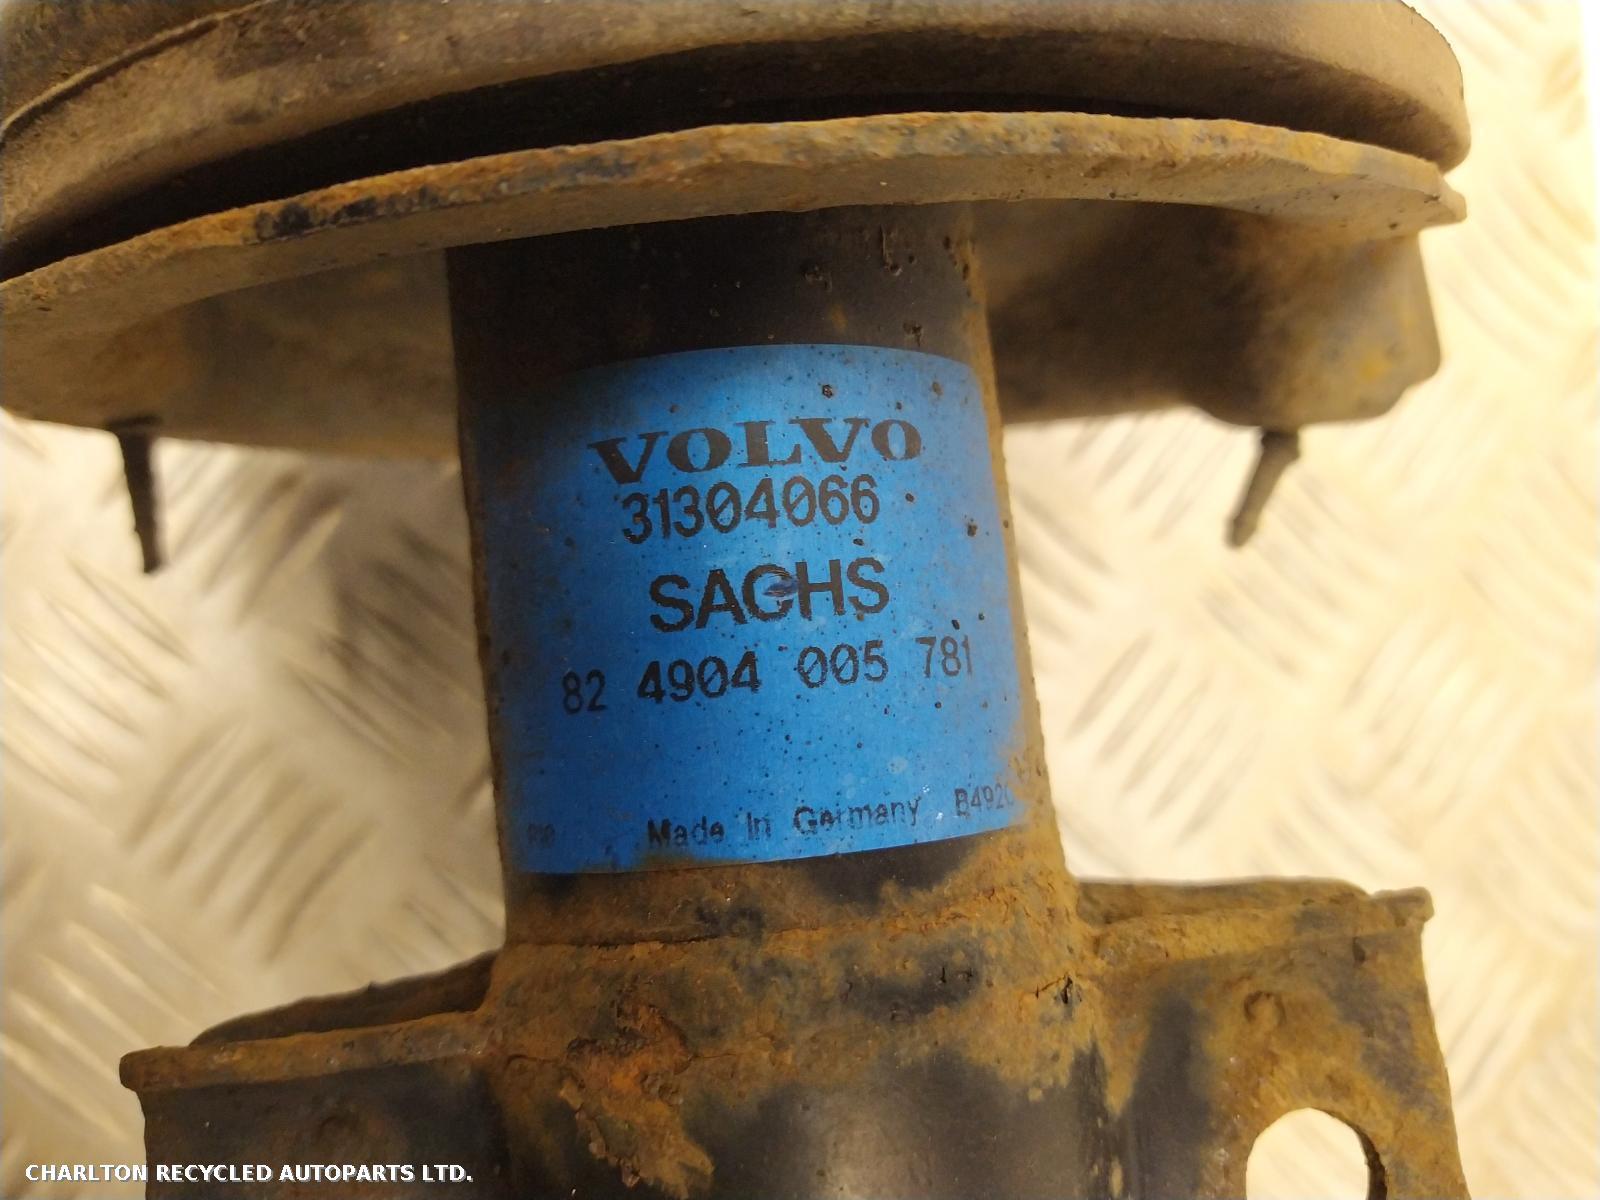 VOLVO
31304066
SACHS
82 4904 005 781
Made in Germany
CHARLTON RECYCLED AUTOPARTS LTD.